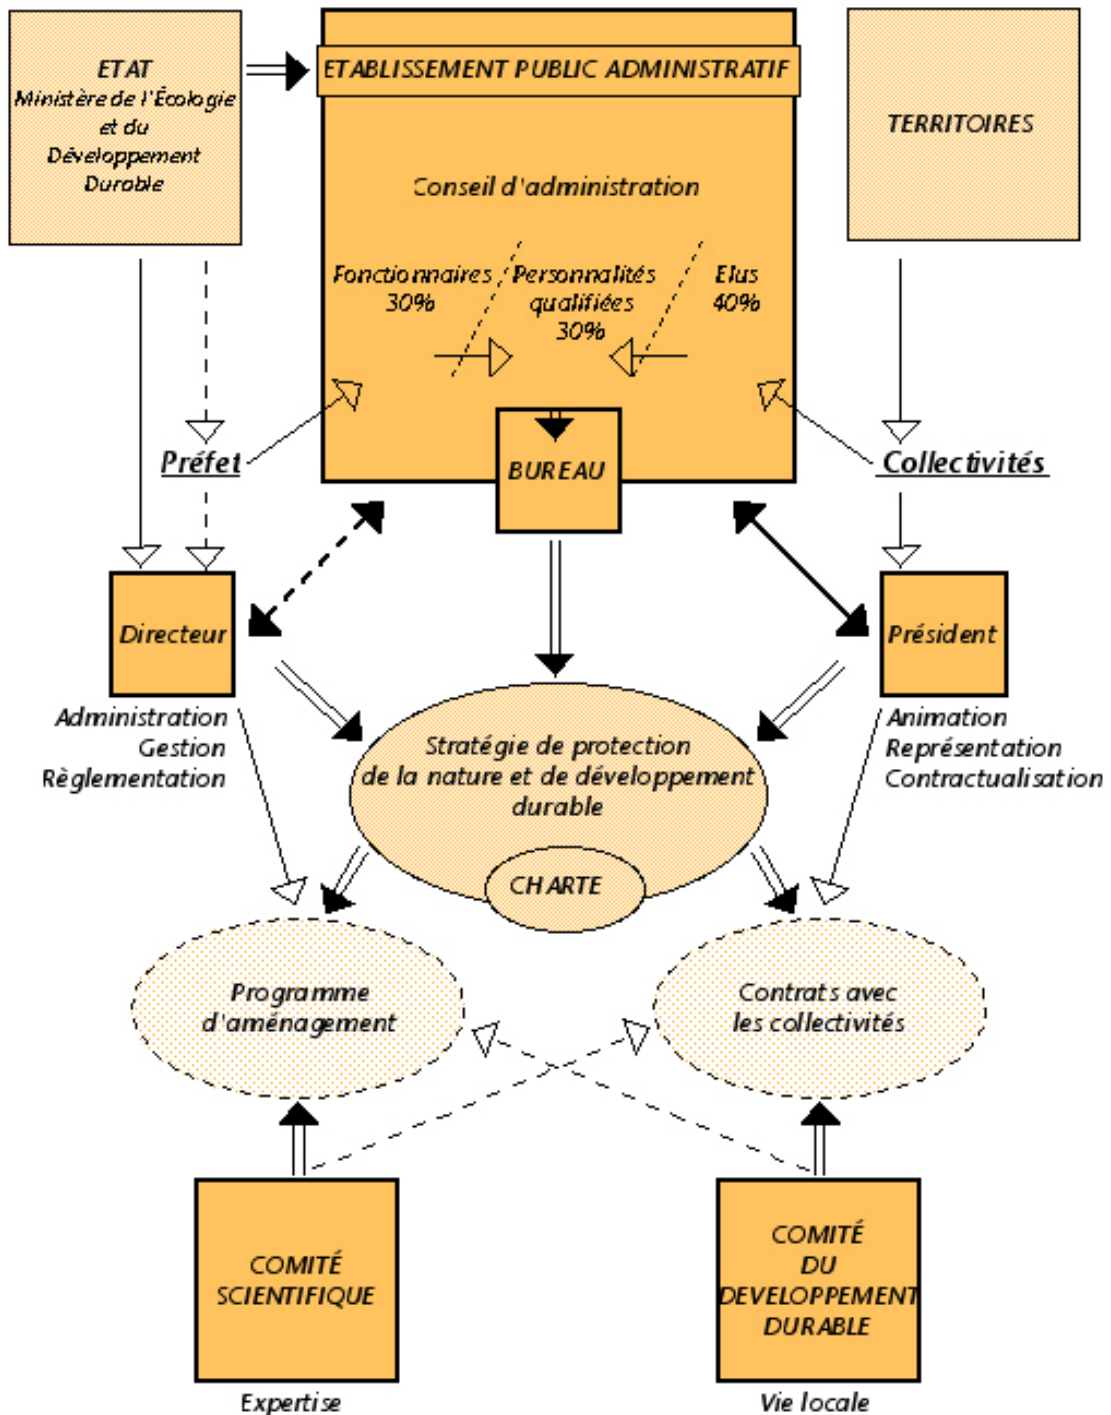 ETAT
Ministère de l'Écologie
et du
Développement
Durable
ETABLISSEMENT PUBLIC ADMINISTRATIF
TERRITOIRES
Conseil d'administration
Fonctionnaires
30%
Personnalités
qualifiées
30%
Elus
40%
Préfet
BUREAU
Collectivités
Directeur
Président
Administration
Gestion
Règlementation
Animation
Représentation
Contractualisation
Stratégie de protection
de la nature et de développement
durable
CHARTE
Programme
d'aménagement
Contrats avec
les collectivités
COMITÉ
SCIENTIFIQUE
COMITÉ
DU
DEVELOPPEMENT
DURABLE
Expertise
Vie locale